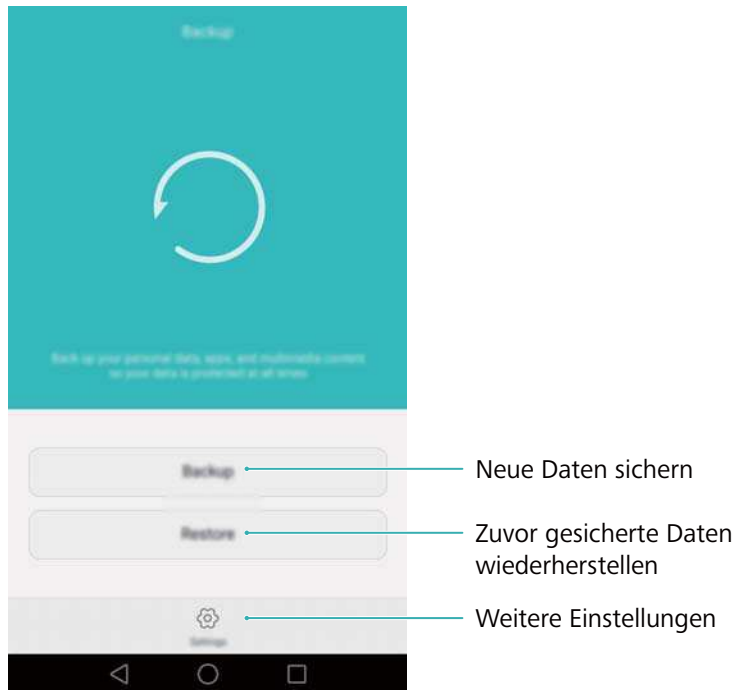 Backup
Back up your personal data, apps, and multimedia content
so your data is protected at all times
Backup
Neue Daten sichern
Restore
Zuvor gesicherte Daten
wiederherstellen
Settings
Weitere Einstellungen